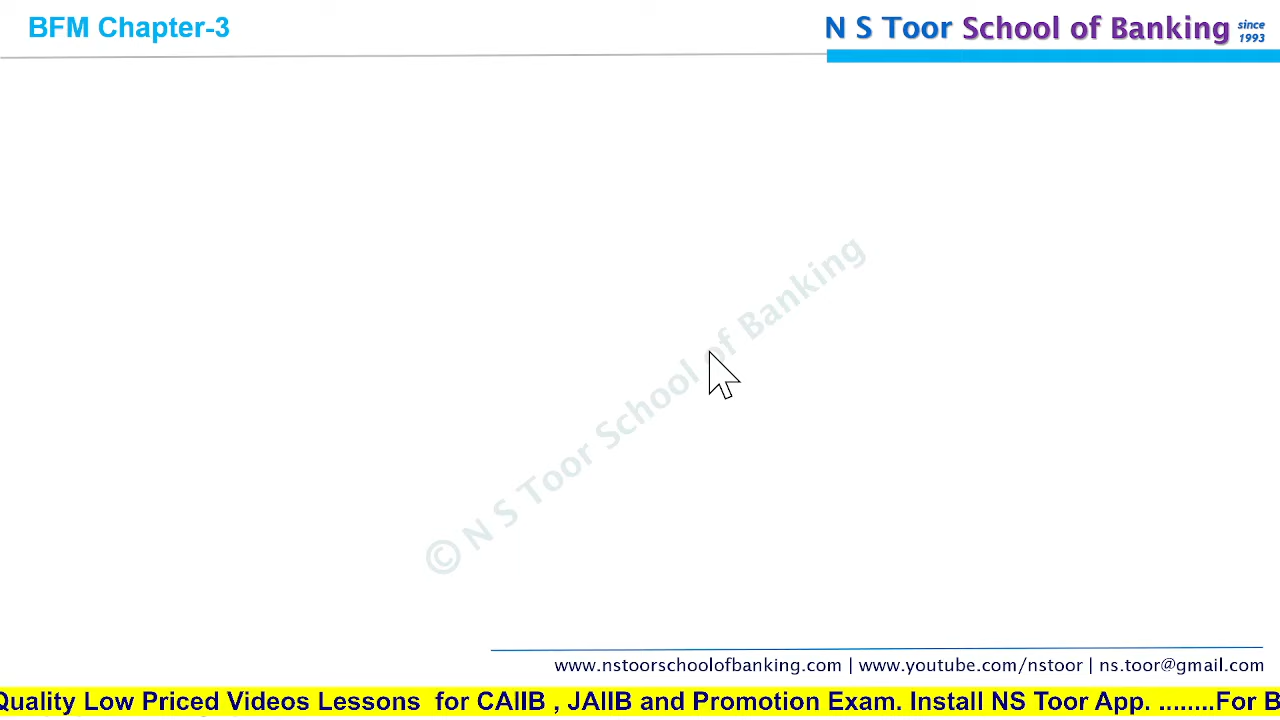 BFM Chapter-3
N S Toor School of Banking since 1993
© N S Toor School of Banking
www.nstoorschoolofbanking.com | www.youtube.com/nstoor | ns.toor@gmail.com
Quality Low Priced Videos Lessons for CAIIB , JAIIB and Promotion Exam. Install NS Toor App. ........For B